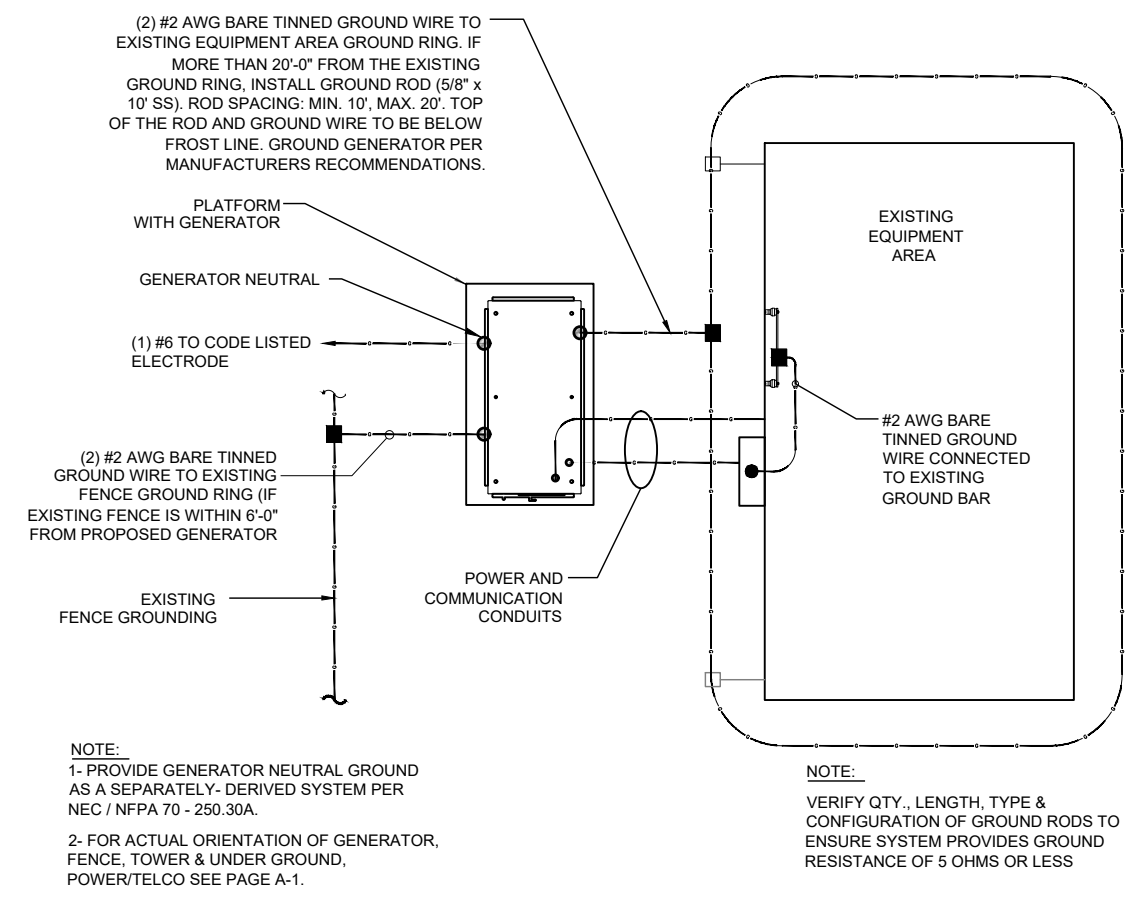 (2) #2 AWG BARE TINNED GROUND WIRE TO
EXISTING EQUIPMENT AREA GROUND RING. IF
MORE THAN 20'-0" FROM THE EXISTING
GROUND RING, INSTALL GROUND ROD (5/8" x
10' SS). ROD SPACING: MIN. 10', MAX. 20'. TOP
OF THE ROD AND GROUND WIRE TO BE BELOW
FROST LINE. GROUND GENERATOR PER
MANUFACTURERS RECOMMENDATIONS.
PLATFORM
WITH GENERATOR
GENERATOR NEUTRAL
(1) #6 TO CODE LISTED
ELECTRODE
(2) #2 AWG BARE TINNED
GROUND WIRE TO EXISTING
FENCE GROUND RING (IF
EXISTING FENCE IS WITHIN 6'-0"
FROM PROPOSED GENERATOR
EXISTING
FENCE GROUNDING
POWER AND
COMMUNICATION
CONDUITS
EXISTING
EQUIPMENT
AREA
#2 AWG BARE
TINNED GROUND
WIRE CONNECTED
TO EXISTING
GROUND BAR
NOTE:
1- PROVIDE GENERATOR NEUTRAL GROUND
AS A SEPARATELY- DERIVED SYSTEM PER
NEC / NFPA 70 - 250.30A.
2- FOR ACTUAL ORIENTATION OF GENERATOR,
FENCE, TOWER & UNDER GROUND,
POWER/TELCO SEE PAGE A-1.
NOTE:
VERIFY QTY., LENGTH, TYPE &
CONFIGURATION OF GROUND RODS TO
ENSURE SYSTEM PROVIDES GROUND
RESISTANCE OF 5 OHMS OR LESS